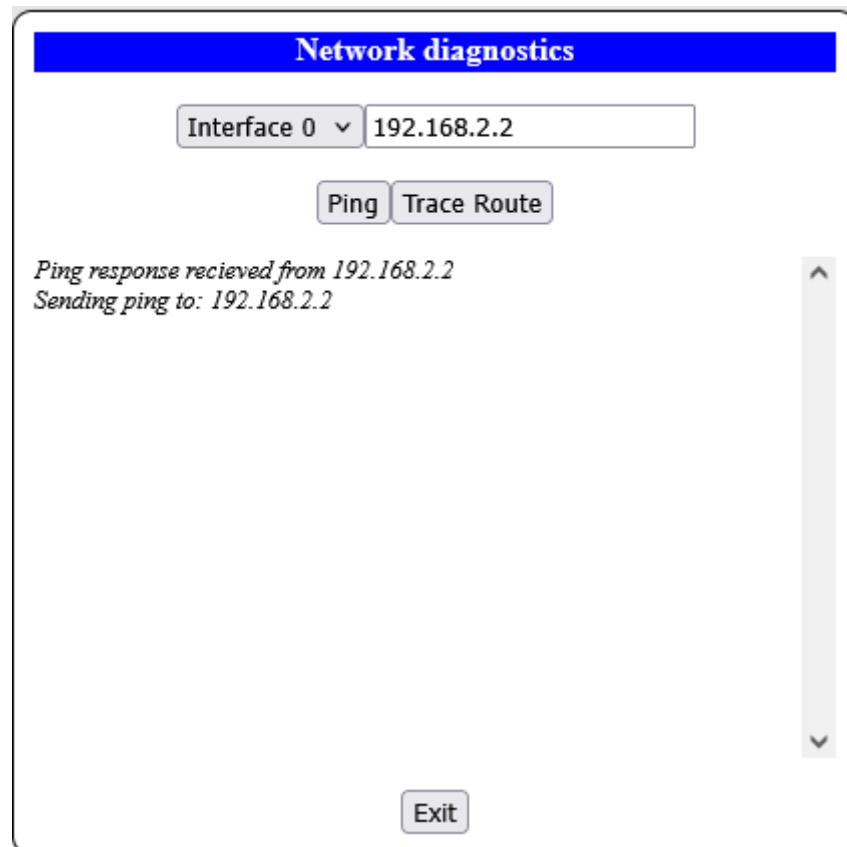 Network diagnostics
Interface 0 192.168.2.2
Ping Trace Route
Ping response recieved from 192.168.2.2
Sending ping to: 192.168.2.2
Exit